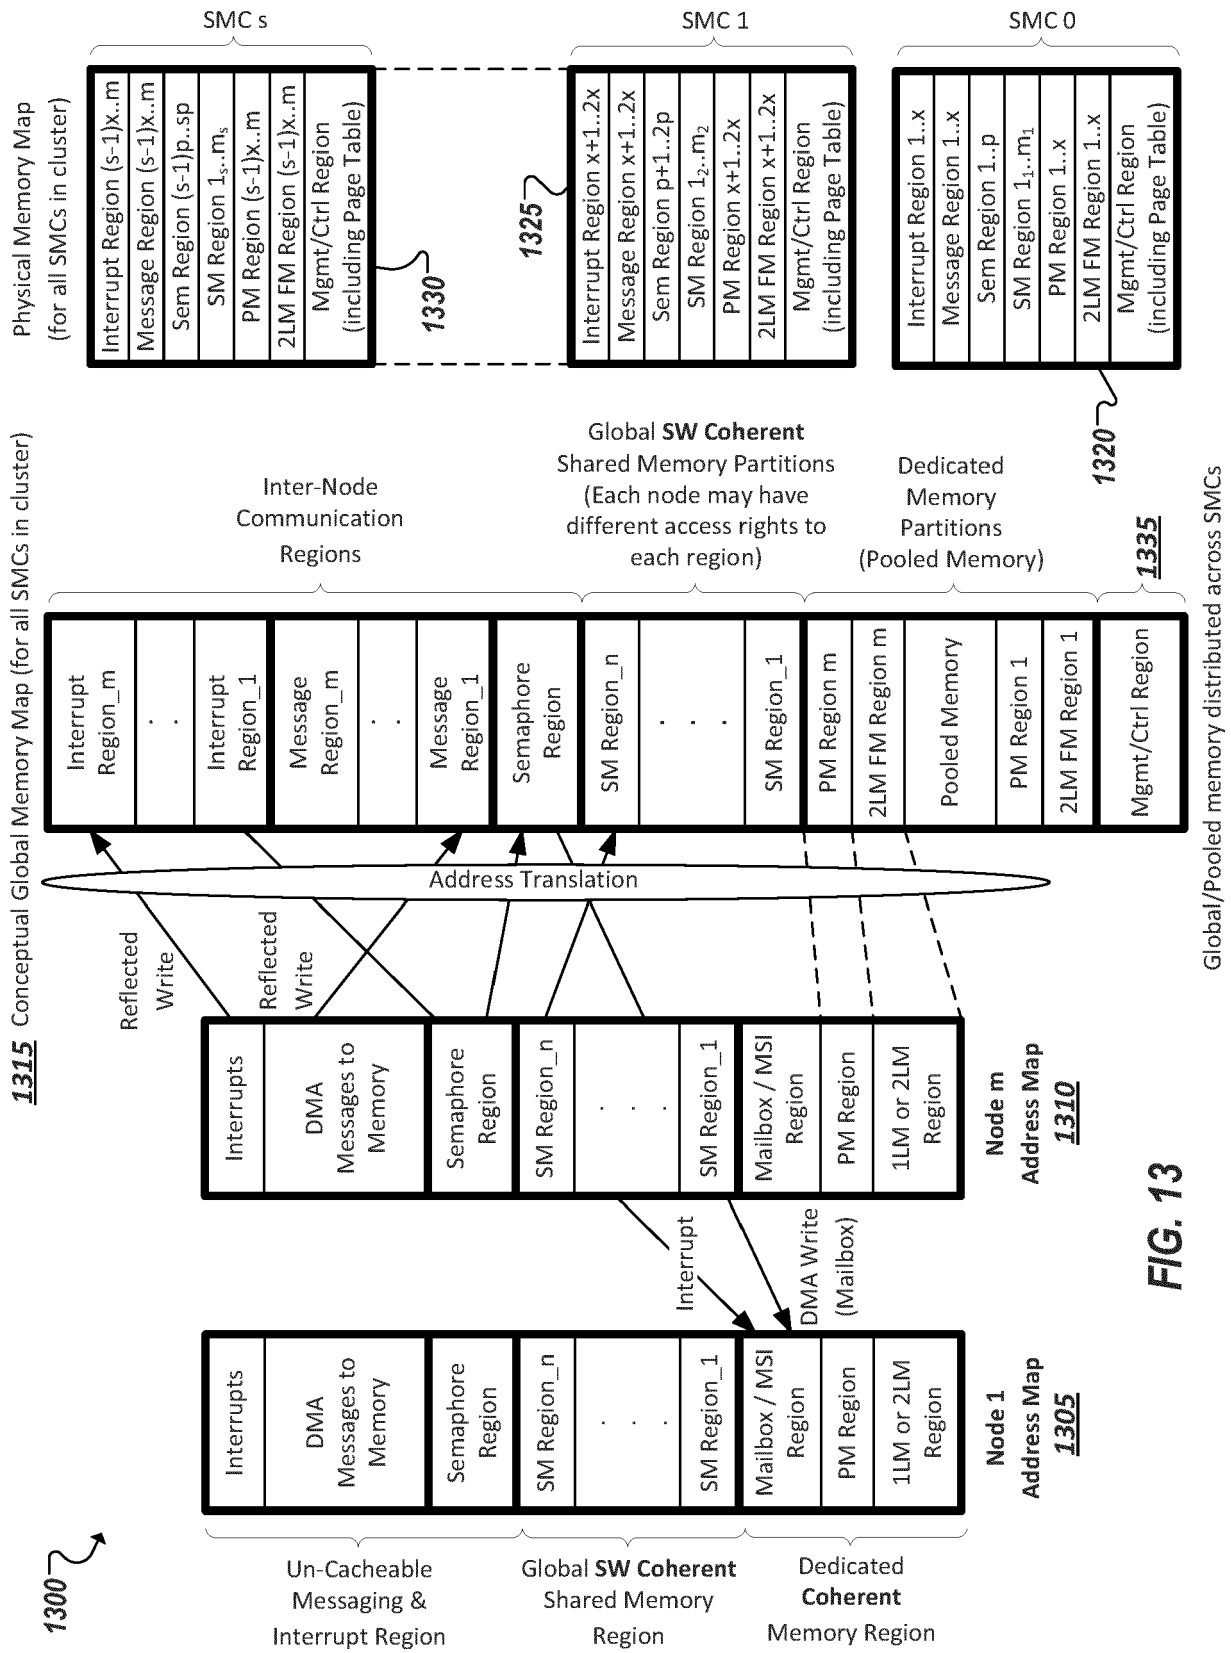 1300
Un-Cacheable
Messaging &
Interrupt Region
Global SW Coherent
Shared Memory
Region
Dedicated
Coherent
Memory Region
Interrupts
DMA
Messages to
Memory
Semaphore
Region
SM Region_n
. . .
SM Region_1
Mailbox / MSI
Region
PM Region
1LM or 2LM
Region
Node 1
Address Map
1305
Interrupt
DMA Write
(Mailbox)
Interrupts
DMA
Messages to
Memory
Semaphore
Region
SM Region_n
. . .
SM Region_1
Mailbox / MSI
Region
PM Region
1LM or 2LM
Region
Node m
Address Map
1310
Reflected
Write
Reflected
Write
Address Translation
1315 Conceptual Global Memory Map (for all SMCs in cluster)
Interrupt
Region_m
. .
Interrupt
Region_1
Message
Region_m
. .
Message
Region_1
Semaphore
Region
SM Region_n
. . .
SM Region_1
PM Region m
2LM FM Region m
Pooled Memory
PM Region 1
2LM FM Region 1
Mgmt/Ctrl Region
Inter-Node
Communication
Regions
Global SW Coherent
Shared Memory Partitions
(Each node may have
different access rights to
each region)
Dedicated
Memory
Partitions
(Pooled Memory)
1335
Global/Pooled memory distributed across SMCs
Physical Memory Map
(for all SMCs in cluster)
SMC s
Interrupt Region (s-1)x..m
Message Region (s-1)x..m
Sem Region (s-1)p..sp
SM Region 1ₛ..mₛ
PM Region (s-1)x..m
2LM FM Region (s-1)x..m
Mgmt/Ctrl Region
(including Page Table)
1330
SMC 1
1325
Interrupt Region x+1..2x
Message Region x+1..2x
Sem Region p+1..2p
SM Region 1₂..m₂
PM Region x+1..2x
2LM FM Region x+1..2x
Mgmt/Ctrl Region
(including Page Table)
SMC 0
Interrupt Region 1..x
Message Region 1..x
Sem Region 1..p
SM Region 1₁..m₁
PM Region 1..x
2LM FM Region 1..x
Mgmt/Ctrl Region
(including Page Table)
1320
FIG. 13